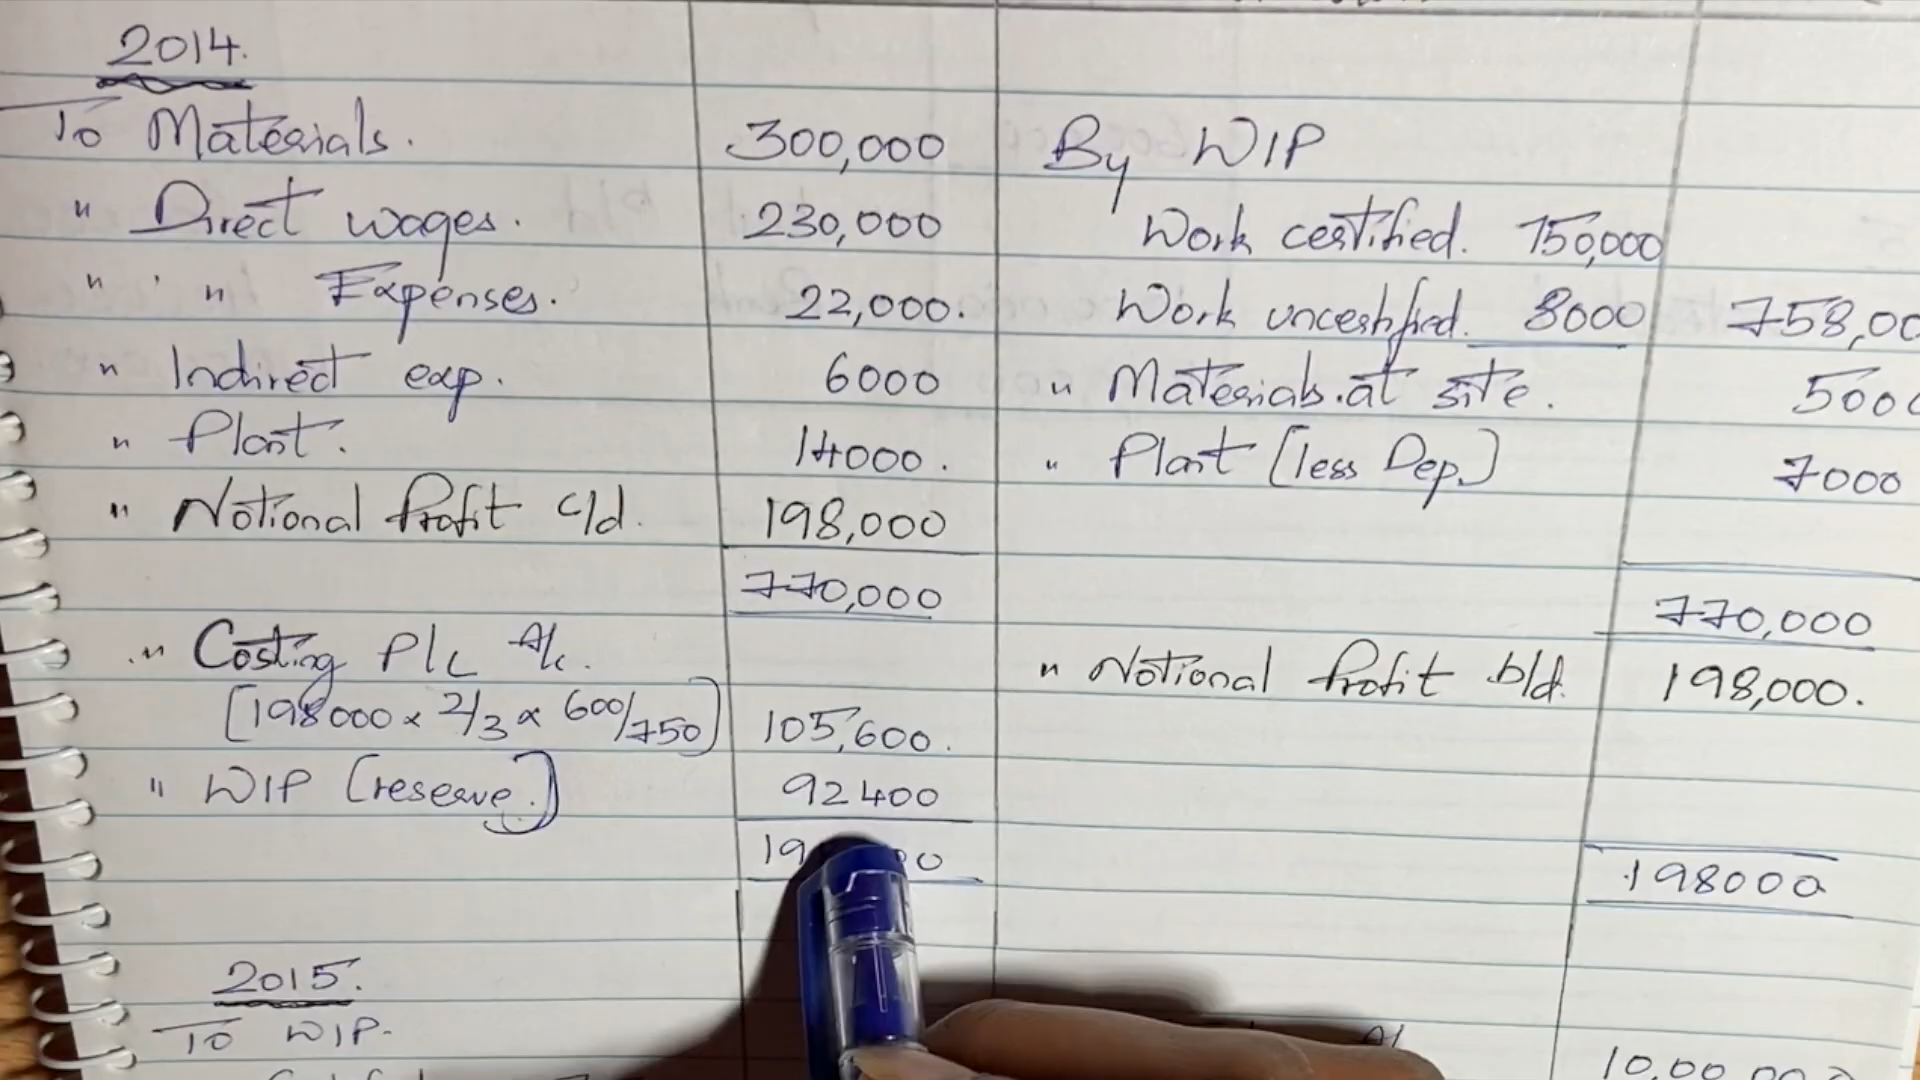 2014.
To Materials. 300,000 By WIP
" Direct wages. 230,000 Work certified. 750,000
" " Expenses. 22,000. Work uncertified. 8000 758,00
" Indirect exp. 6000 " Materials at site. 5000
" Plant. 14000. " Plant [less Dep.] 7000
" Notional Profit c/d. 198,000
770,000 770,000
" Costing P/L A/c. " Notional Profit b/d. 198,000.
[198000 × 2/3 × 600/750] 105,600.
" WIP [reserve.] 92400
198000
2015.
To WIP.
10,00,000